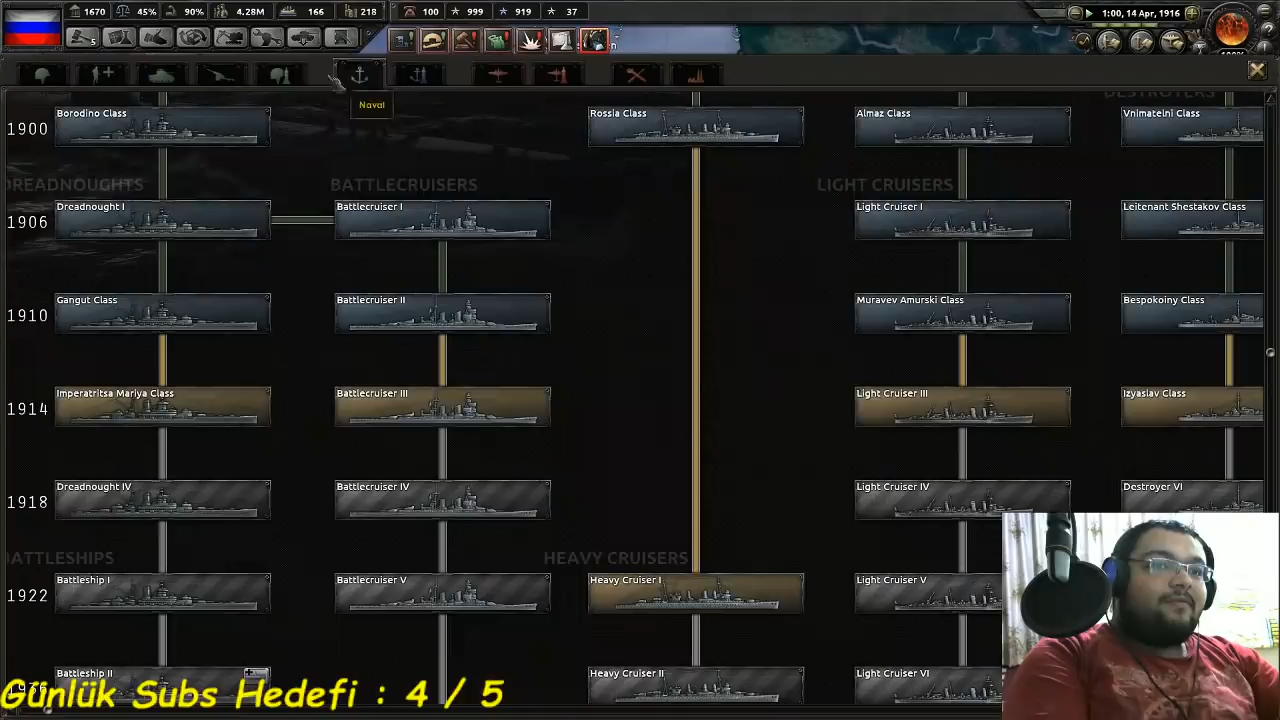 1670 45% 90% 4.28M 166 218 100 999 919 37 1:00, 14 Apr, 1916
5
100%
Naval
DESTROYERS
1900 Borodino Class Rossia Class Almaz Class Vnimatelni Class
DREADNOUGHTS BATTLECRUISERS LIGHT CRUISERS
1906 Dreadnought I Battlecruiser I Light Cruiser I Leitenant Shestakov Class
1910 Gangut Class Battlecruiser II Muravev Amurski Class Bespokoiny Class
1914 Imperatritsa Mariya Class Battlecruiser III Light Cruiser III Izyaslav Class
1918 Dreadnought IV Battlecruiser IV Light Cruiser IV Destroyer VI
BATTLESHIPS HEAVY CRUISERS
1922 Battleship I Battlecruiser V Heavy Cruiser I Light Cruiser V
Battleship II Heavy Cruiser II Light Cruiser VI
Günlük Subs Hedefi : 4 / 5